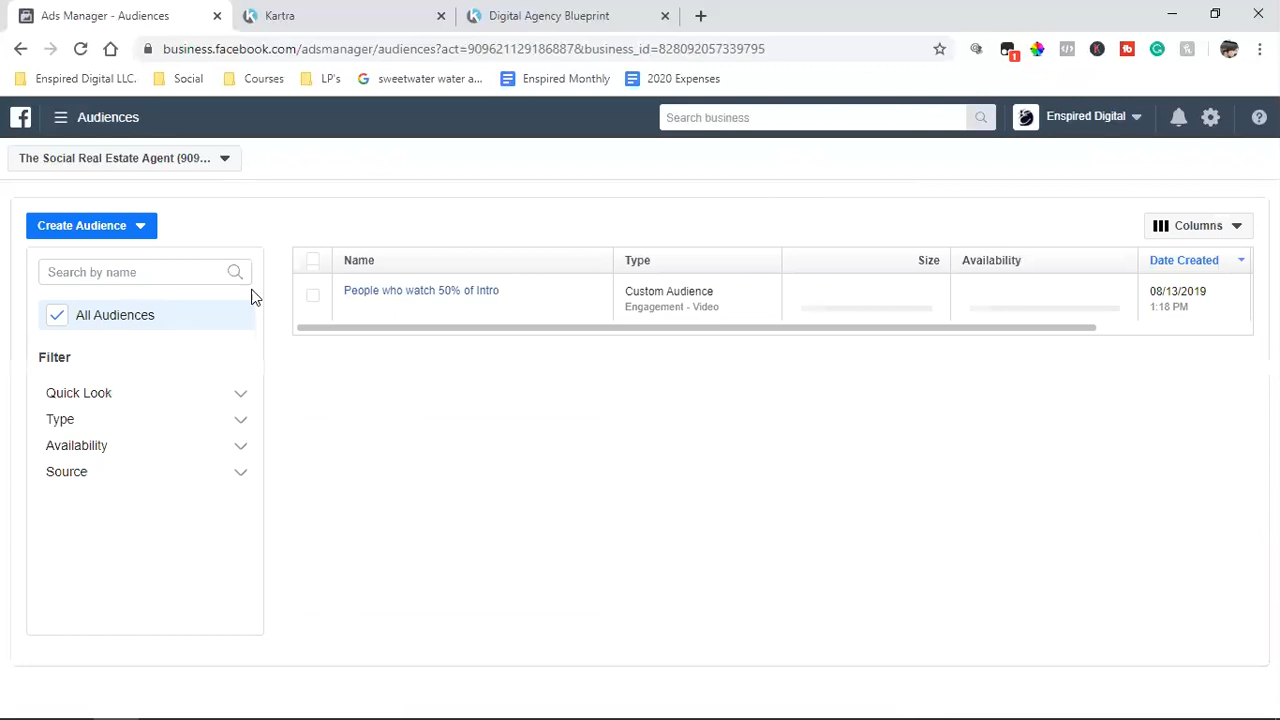 Ads Manager - Audiences
Kartra
Digital Agency Blueprint
business.facebook.com/adsmanager/audiences?act=909621129186887&business_id=828092057339795
1
Enspired Digital LLC.
Social
Courses
LP's
sweetwater water a...
Enspired Monthly
2020 Expenses
Audiences
Search business
Enspired Digital
The Social Real Estate Agent (909...
Create Audience
Columns
Search by name
Name
Type
Size
Availability
Date Created
People who watch 50% of Intro
Custom Audience
Engagement - Video
08/13/2019
1:18 PM
All Audiences
Filter
Quick Look
Type
Availability
Source